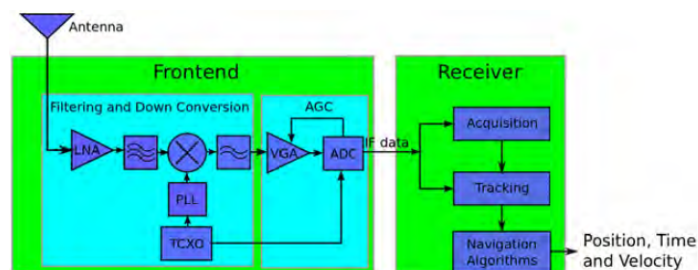 Antenna
Frontend
Receiver
Filtering and Down Conversion
AGC
LNA
VGA
ADC
IF data
PLL
TCXO
Acquisition
Tracking
Navigation
Algorithms
Position, Time
and Velocity